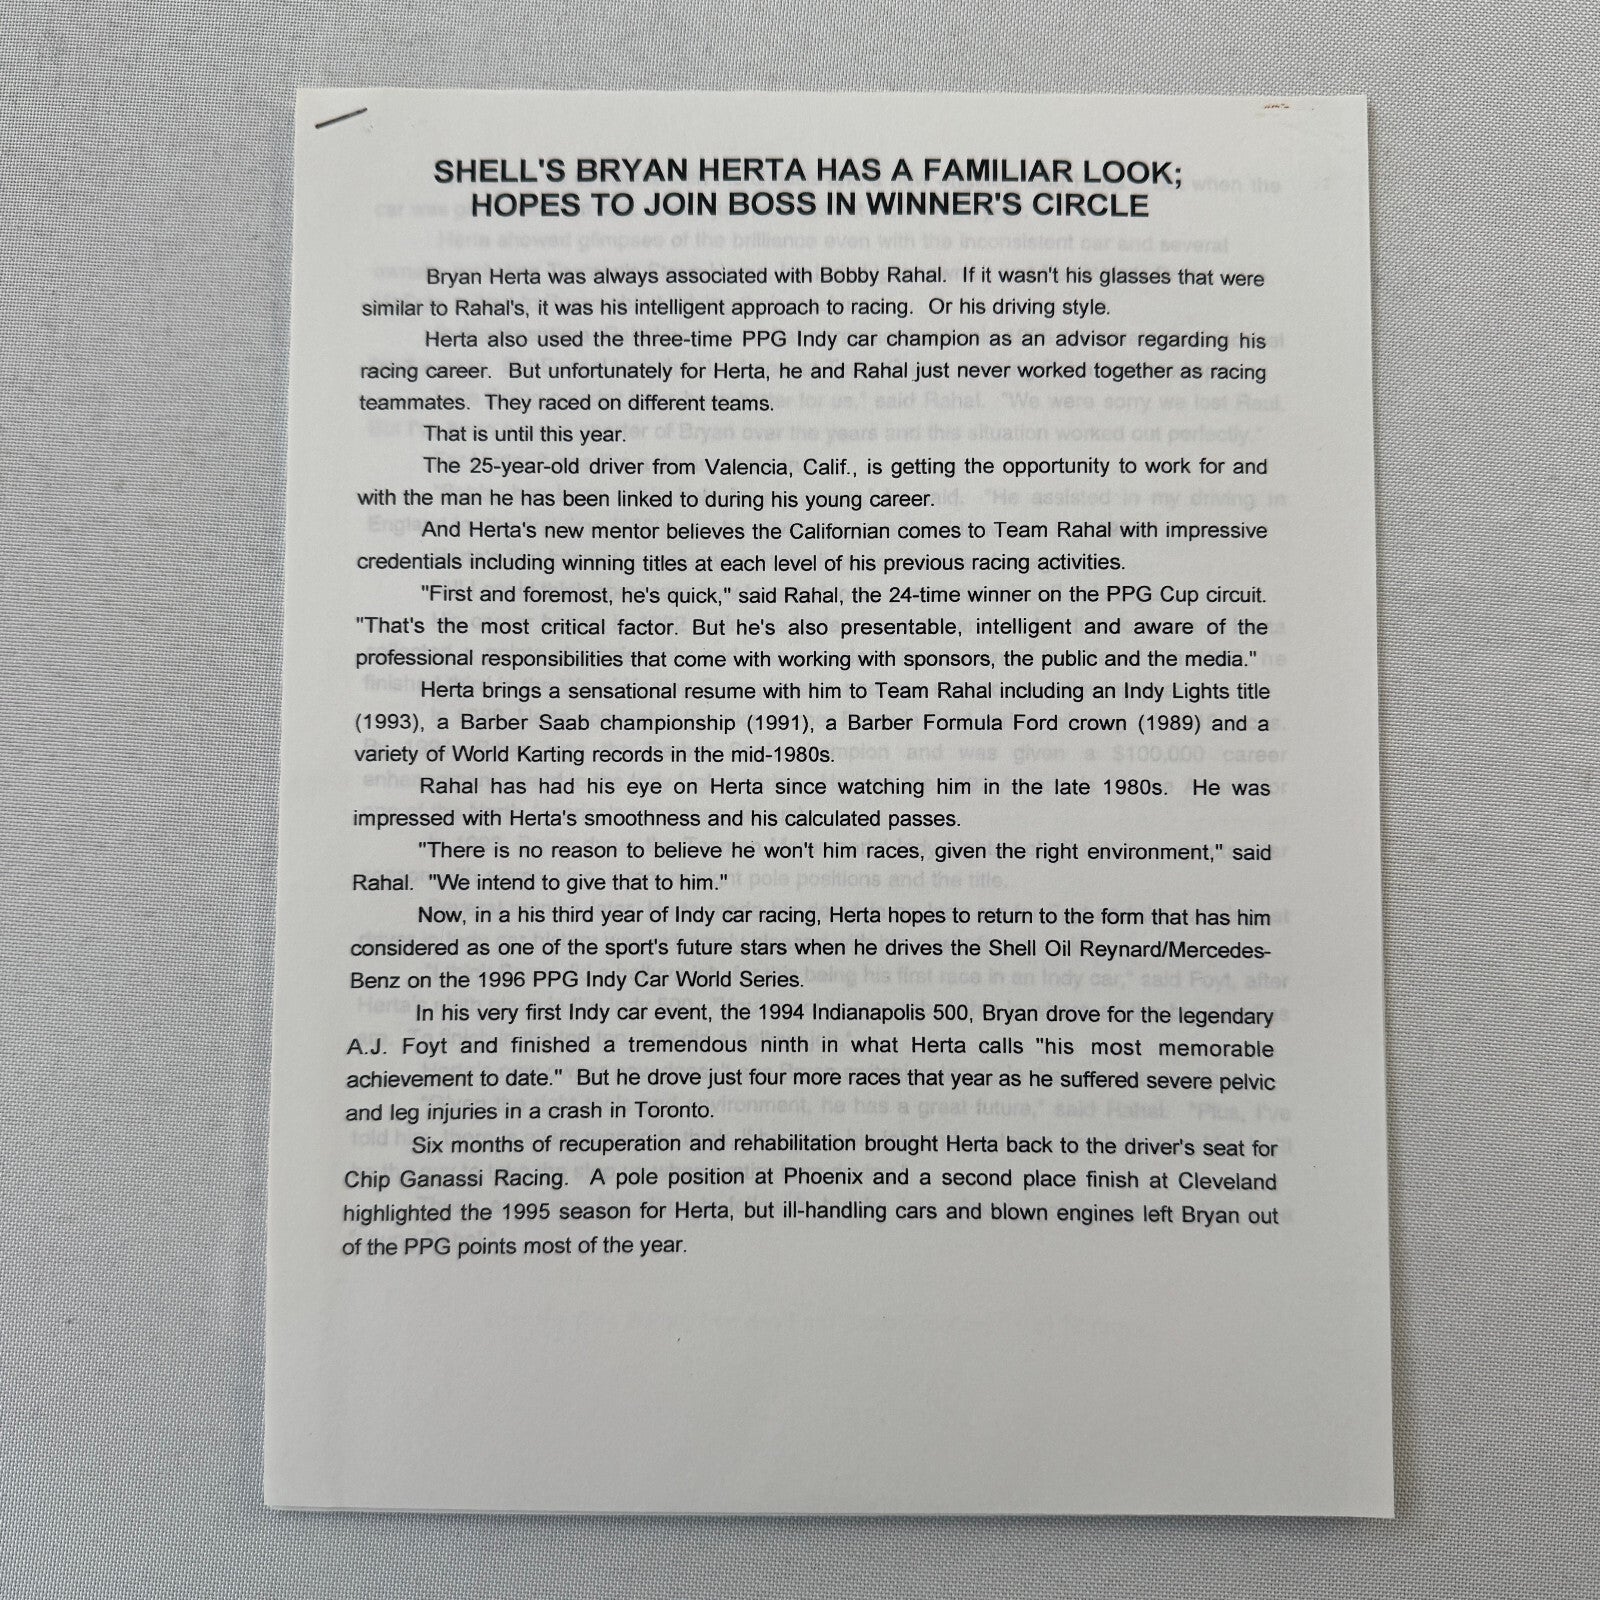 SHELL'S BRYAN HERTA HAS A FAMILIAR LOOK;
HOPES TO JOIN BOSS IN WINNER'S CIRCLE
Bryan Herta was always associated with Bobby Rahal. If it wasn't his glasses that were
similar to Rahal's, it was his intelligent approach to racing. Or his driving style.
Herta also used the three-time PPG Indy car champion as an advisor regarding his
racing career. But unfortunately for Herta, he and Rahal just never worked together as racing
teammates. They raced on different teams.
That is until this year.
The 25-year-old driver from Valencia, Calif., is getting the opportunity to work for and
with the man he has been linked to during his young career.
And Herta's new mentor believes the Californian comes to Team Rahal with impressive
credentials including winning titles at each level of his previous racing activities.
"First and foremost, he's quick," said Rahal, the 24-time winner on the PPG Cup circuit.
"That's the most critical factor. But he's also presentable, intelligent and aware of the
professional responsibilities that come with working with sponsors, the public and the media."
Herta brings a sensational resume with him to Team Rahal including an Indy Lights title
(1993), a Barber Saab championship (1991), a Barber Formula Ford crown (1989) and a
variety of World Karting records in the mid-1980s.
Rahal has had his eye on Herta since watching him in the late 1980s. He was
impressed with Herta's smoothness and his calculated passes.
"There is no reason to believe he won't him races, given the right environment," said
Rahal. "We intend to give that to him."
Now, in a his third year of Indy car racing, Herta hopes to return to the form that has him
considered as one of the sport's future stars when he drives the Shell Oil Reynard/Mercedes-
Benz on the 1996 PPG Indy Car World Series.
In his very first Indy car event, the 1994 Indianapolis 500, Bryan drove for the legendary
A.J. Foyt and finished a tremendous ninth in what Herta calls "his most memorable
achievement to date." But he drove just four more races that year as he suffered severe pelvic
and leg injuries in a crash in Toronto.
Six months of recuperation and rehabilitation brought Herta back to the driver's seat for
Chip Ganassi Racing. A pole position at Phoenix and a second place finish at Cleveland
highlighted the 1995 season for Herta, but ill-handling cars and blown engines left Bryan out
of the PPG points most of the year.